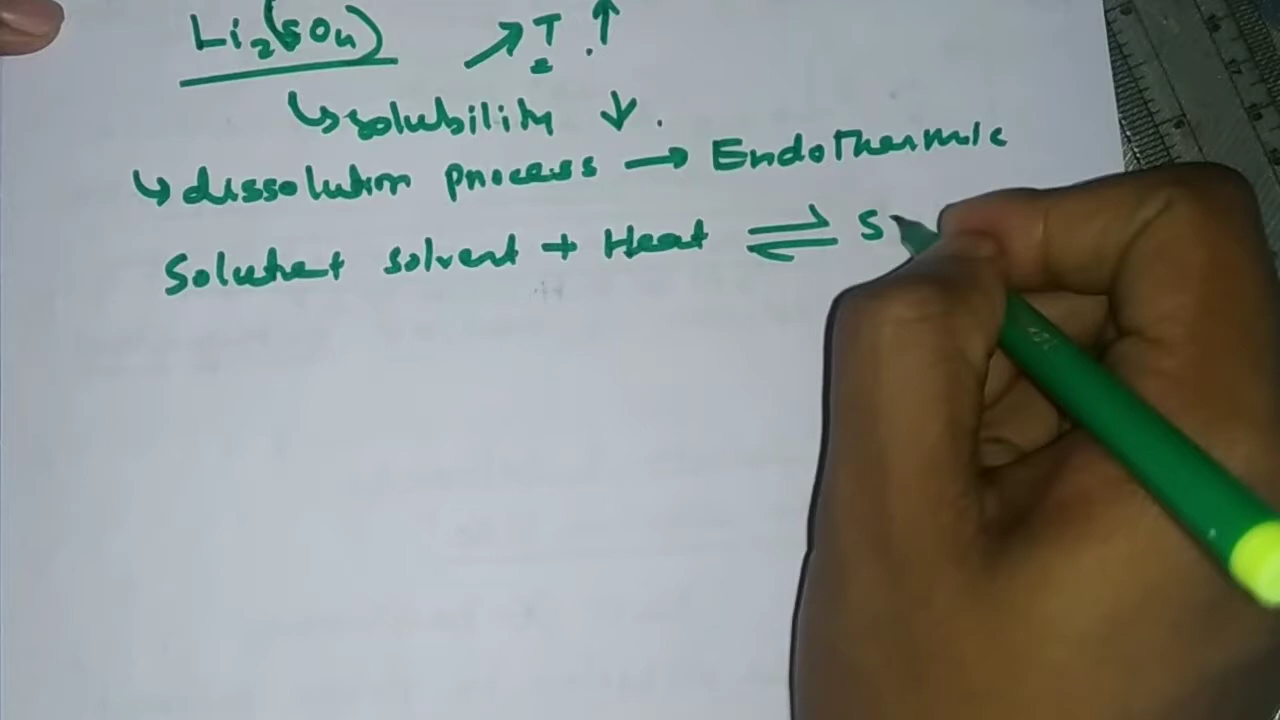 Li₂(SO₄) ↗ T ↑
↳ solubility ↓.
↳ dissolution process → Endothermic
Solute + solvent + Heat ⇌ S